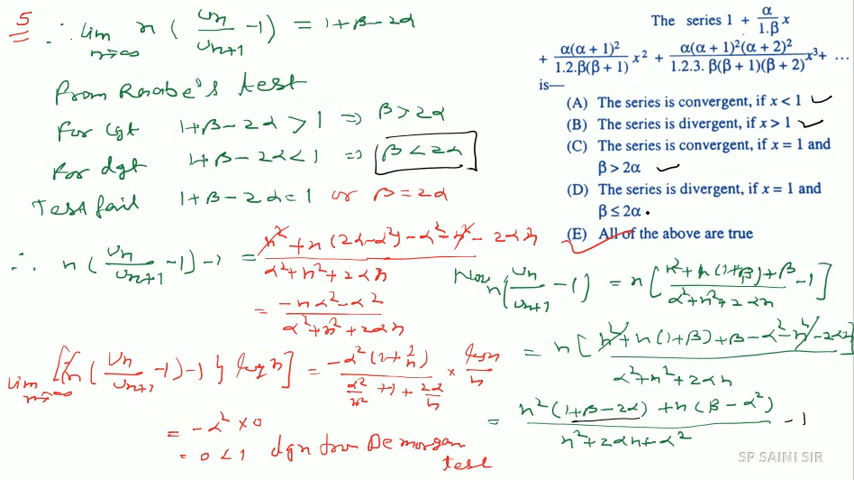 5
∴ lim n→∞ n ( Un/Un+1 − 1 ) = 1 + β − 2α
From Raabe's test
For cgt 1 + β − 2α > 1 ⇒ β > 2α
For dgt 1 + β − 2α < 1 ⇒ β < 2α
Test fail 1 + β − 2α = 1 or β = 2α
∴ n ( Un/Un+1 − 1 ) − 1 = n² + n(2α − α²) − α² − n² − 2αn / α² + n² + 2αn
= −nα² − α² / α² + n² + 2αn
lim n→∞ [ { n ( Un/Un+1 − 1 ) − 1 } log n ] = −α² (1 + 1/n) / α²/n² + 1 + 2α/n × log n/n
= −α² × 0
= 0 < 1 dgn from De morgan
test
The series 1 + α/1.β x
+ α(α + 1)²/1.2.β(β + 1) x² + α(α + 1)²(α + 2)²/1.2.3. β(β + 1)(β + 2) x³ + ...
is—
(A) The series is convergent, if x < 1
(B) The series is divergent, if x > 1
(C) The series is convergent, if x = 1 and
β > 2α
(D) The series is divergent, if x = 1 and
β ≤ 2α
(E) All of the above are true
Now n ( Un/Un+1 − 1 ) = n [ n² + n(1+β) + β / α² + n² + 2αn − 1 ]
= n [ n² + n(1+β) + β − α² − n² − 2αn / α² + n² + 2αn ]
= n² (1 + β − 2α) + n(β − α²) / n² + 2αn + α² − 1
SP SAINI SIR